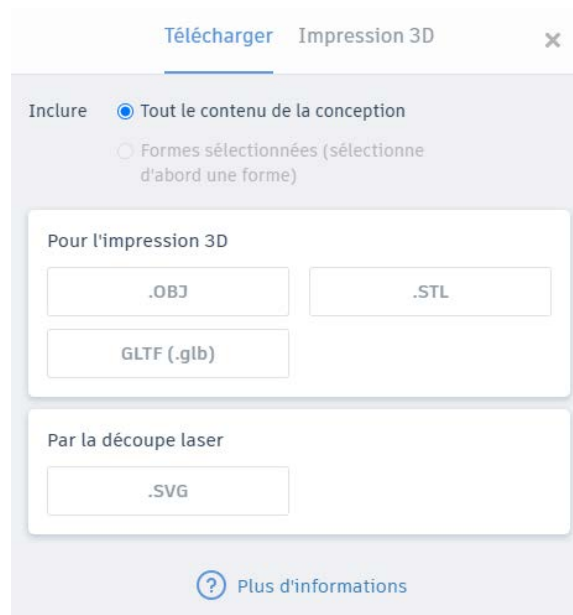 Télécharger Impression 3D ×
Inclure Tout le contenu de la conception
Formes sélectionnées (sélectionne
d'abord une forme)
Pour l'impression 3D
.OBJ .STL
GLTF (.glb)
Par la découpe laser
.SVG
? Plus d'informations